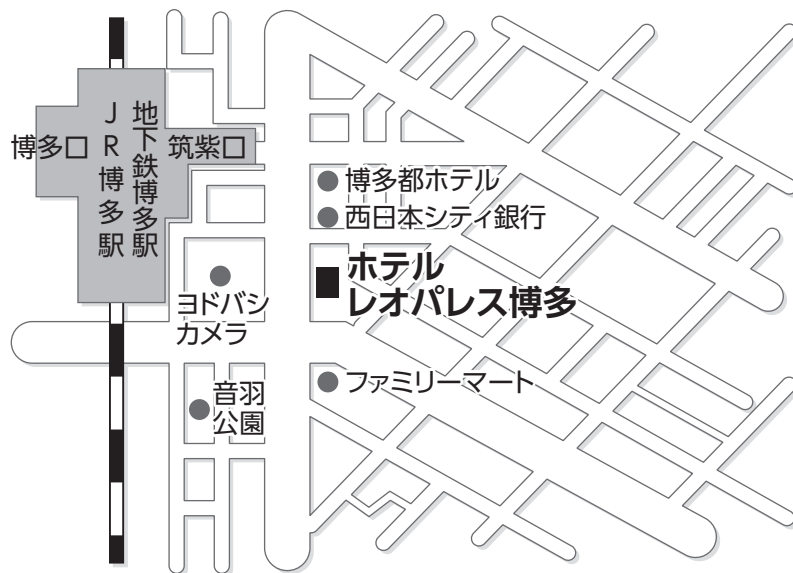 博多口
JR博多駅
地下鉄博多駅
筑紫口
博多都ホテル
西日本シティ銀行
ホテル
レオパレス博多
ヨドバシ
カメラ
ファミリーマート
音羽
公園